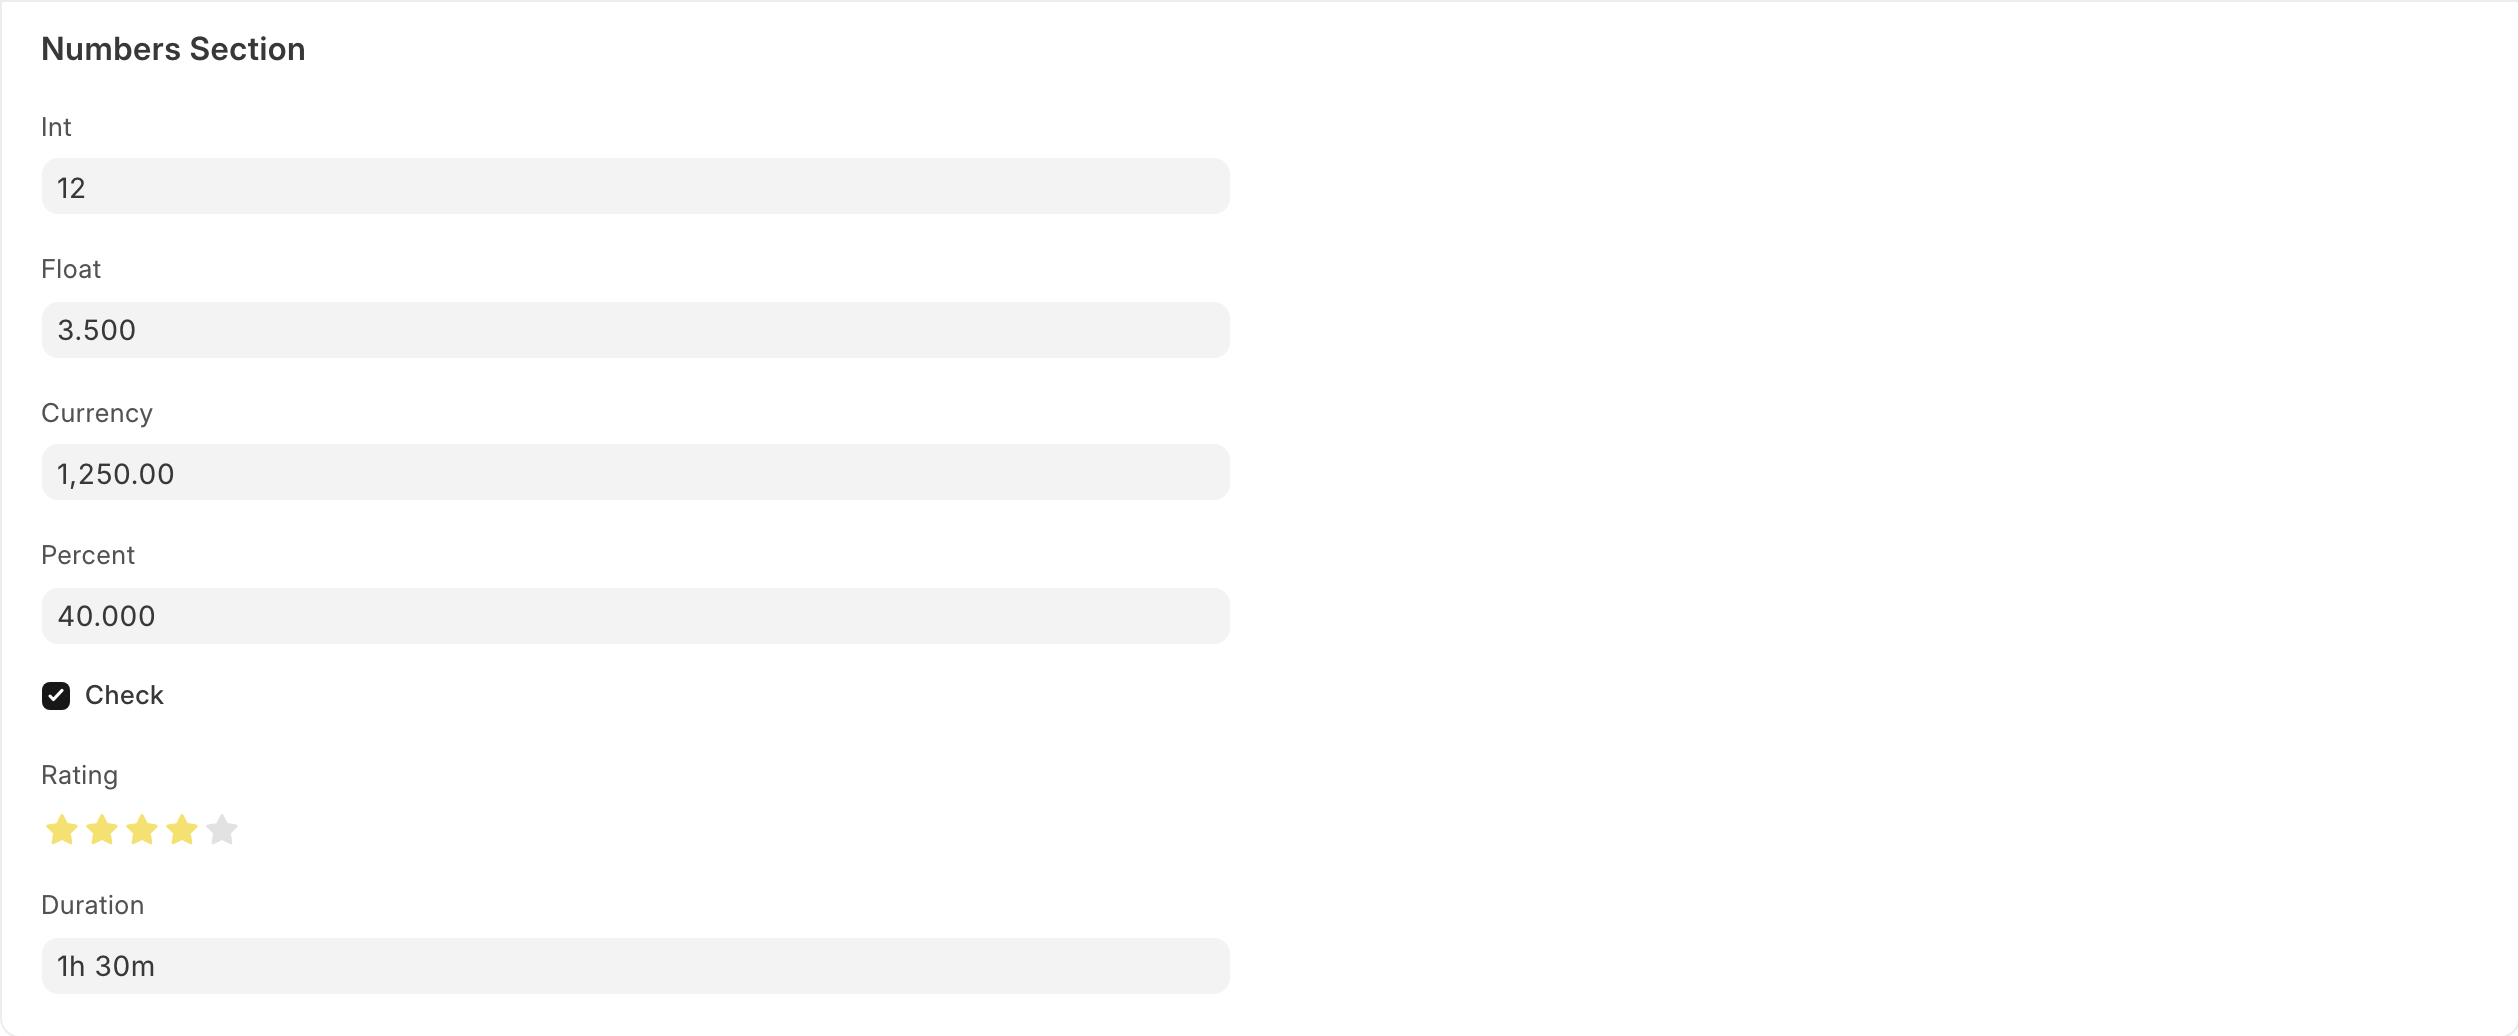 Numbers Section
Int
12
Float
3.500
Currency
1,250.00
Percent
40.000
Check
Rating
Duration
1h 30m